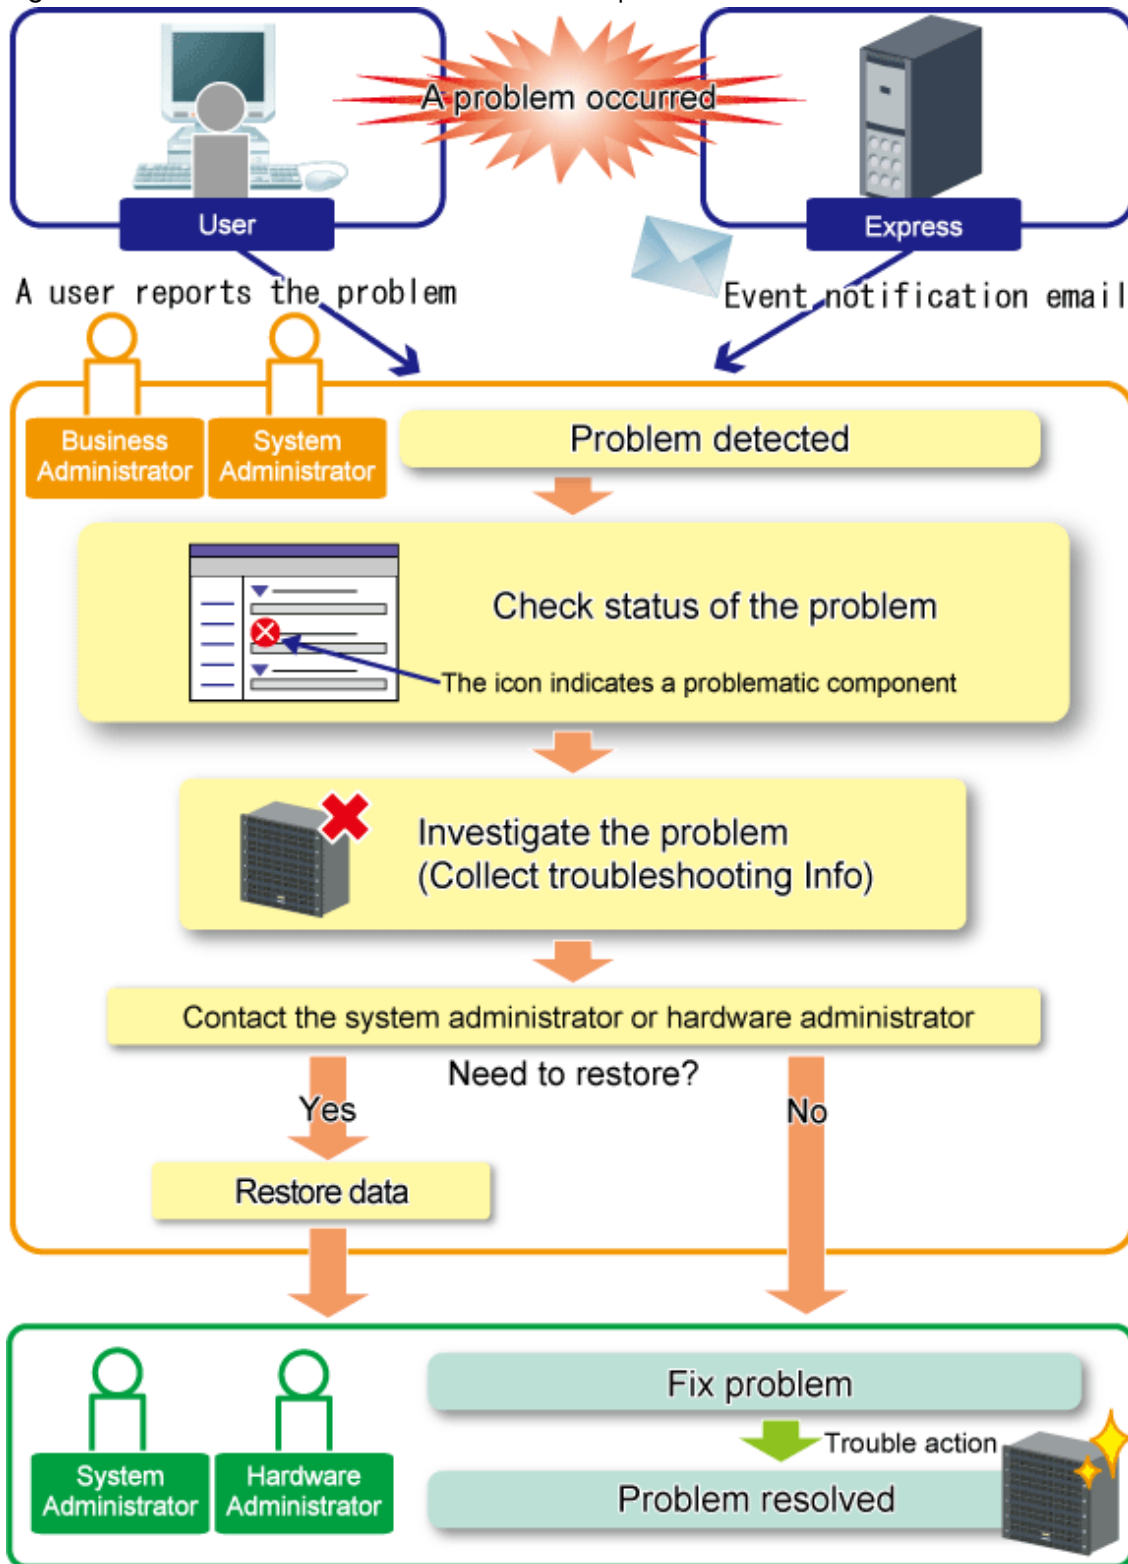 A problem occurred
User
Express
A user reports the problem
Event notification email
Business
Administrator
System
Administrator
Problem detected
Check status of the problem
The icon indicates a problematic component
Investigate the problem
(Collect troubleshooting Info)
Contact the system administrator or hardware administrator
Need to restore?
Yes
No
Restore data
Fix problem
Trouble action
System
Administrator
Hardware
Administrator
Problem resolved